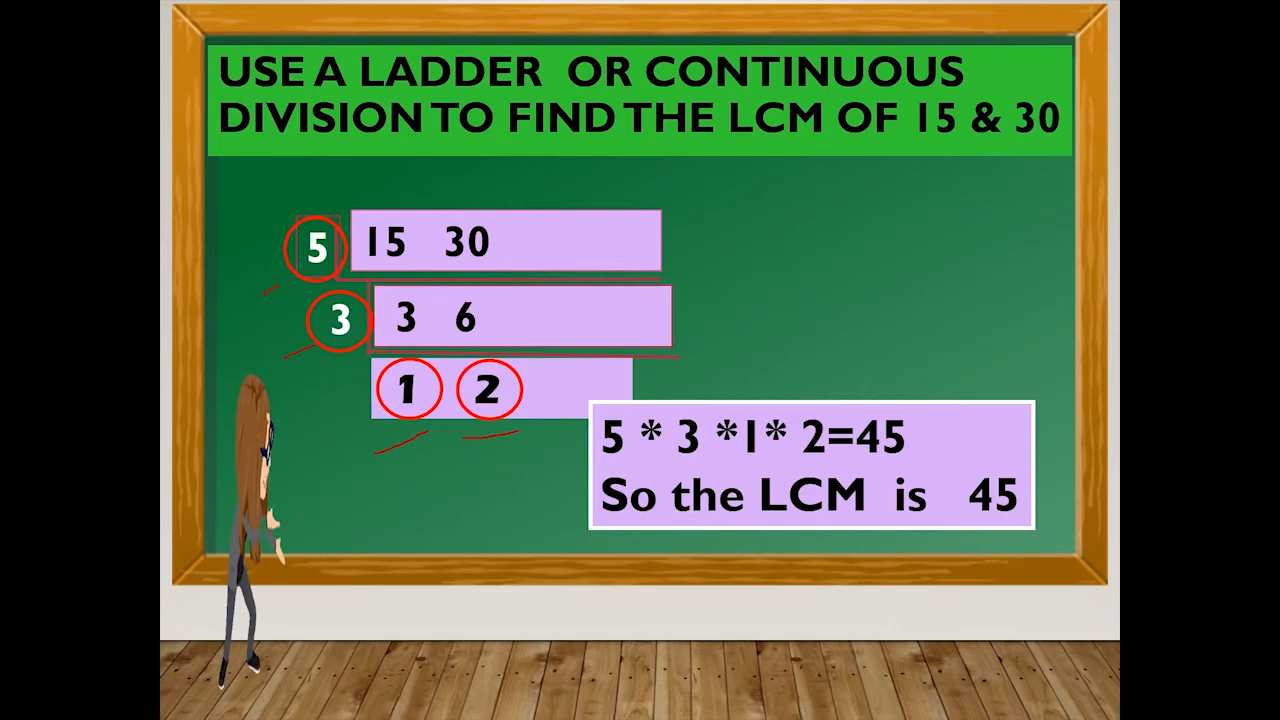 USE A LADDER OR CONTINUOUS
DIVISION TO FIND THE LCM OF 15 & 30
5 15 30
3 3 6
1 2
5 * 3 *1* 2=45
So the LCM is 45